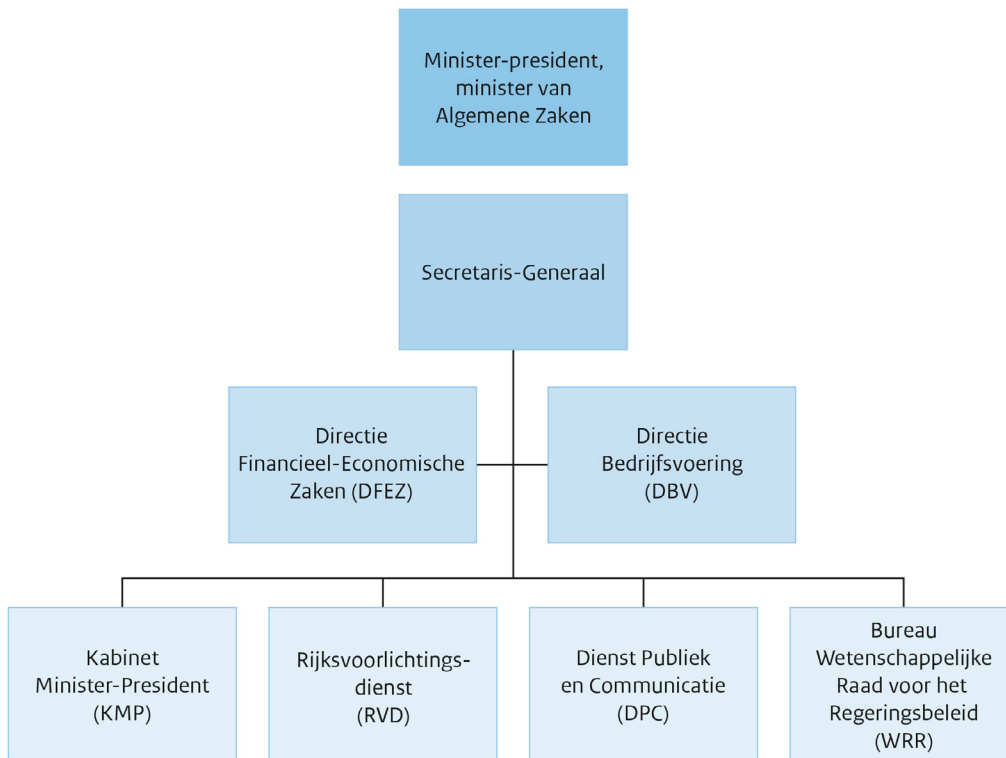 Minister-president,
minister van
Algemene Zaken
Secretaris-Generaal
Directie
Financieel-Economische
Zaken (DFEZ)
Directie
Bedrijfsvoering
(DBV)
Kabinet
Minister-President
(KMP)
Rijksvoorlichtings-
dienst
(RVD)
Dienst Publiek
en Communicatie
(DPC)
Bureau
Wetenschappelijke
Raad voor het
Regeringsbeleid
(WRR)